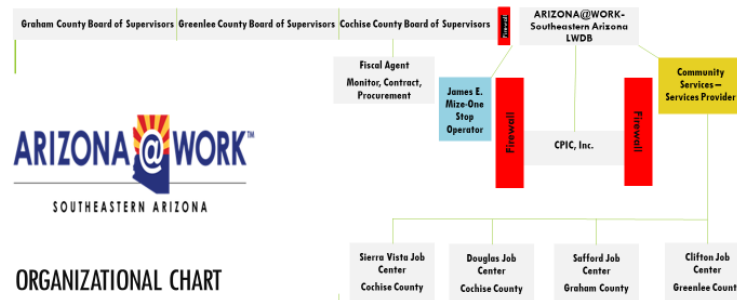 Graham County Board of Supervisors
Greenlee County Board of Supervisors
Cochise County Board of Supervisors
Firewall
ARIZONA@WORK-
Southeastern Arizona
LWDB
Fiscal Agent
Monitor, Contract,
Procurement
James E.
Mize-One
Stop
Operator
Firewall
CPIC, Inc.
Firewall
Community
Services –
Services Provider
ARIZONA@WORK™
SOUTHEASTERN ARIZONA
ORGANIZATIONAL CHART
Sierra Vista Job
Center
Cochise County
Douglas Job
Center
Cochise County
Safford Job
Center
Graham County
Clifton Job
Center
Greenlee Count